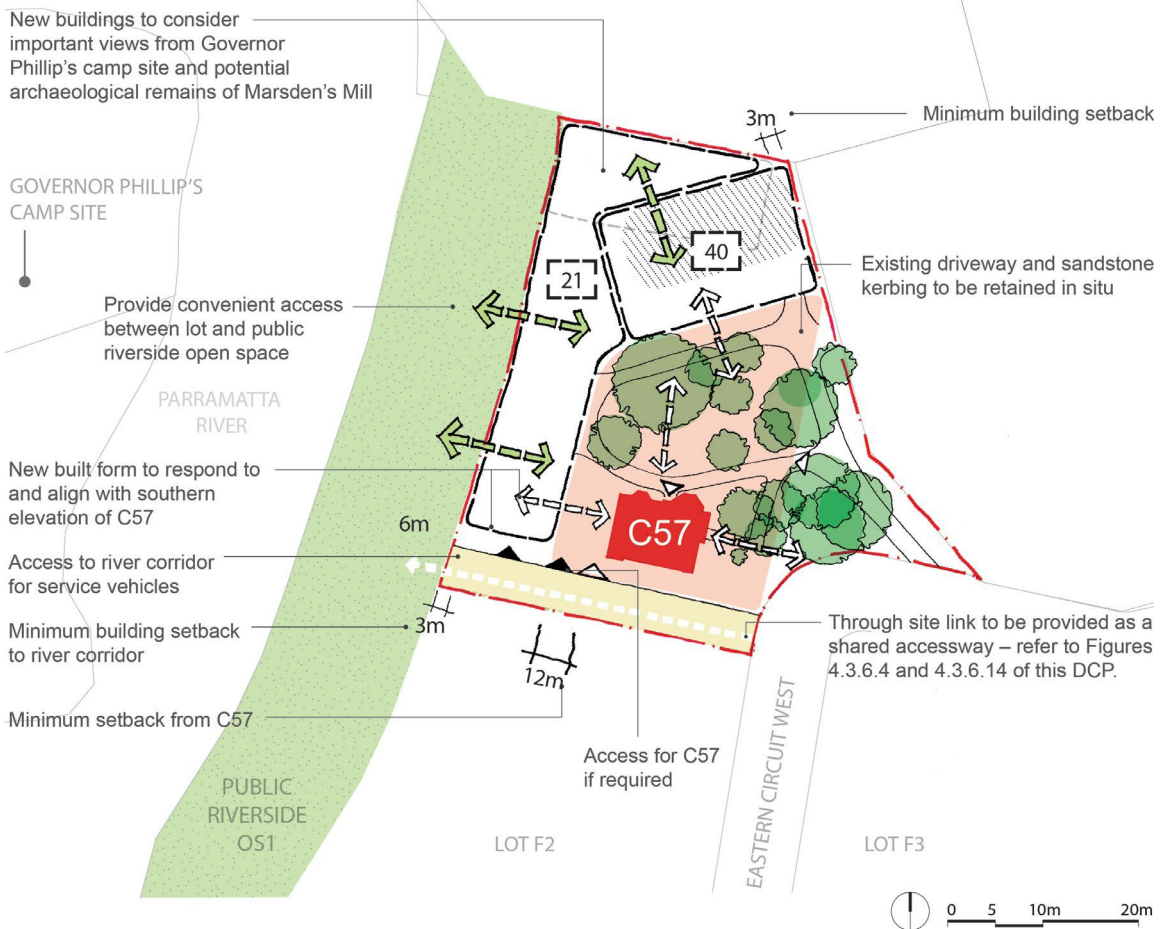 New buildings to consider
important views from Governor
Phillip's camp site and potential
archaeological remains of Marsden's Mill
3m
Minimum building setback
GOVERNOR PHILLIP'S
CAMP SITE
40
21
Existing driveway and sandstone
kerbing to be retained in situ
Provide convenient access
between lot and public
riverside open space
PARRAMATTA
RIVER
New built form to respond to
and align with southern
elevation of C57
6m
C57
Access to river corridor
for service vehicles
Minimum building setback
to river corridor
3m
Through site link to be provided as a
shared accessway – refer to Figures
4.3.6.4 and 4.3.6.14 of this DCP.
12m
Minimum setback from C57
Access for C57
if required
PUBLIC
RIVERSIDE
OS1
LOT F2
EASTERN CIRCUIT WEST
LOT F3
0 5 10m 20m